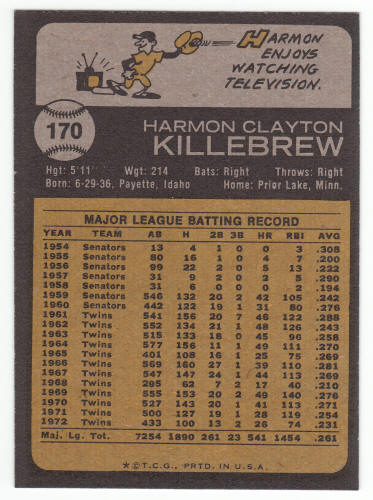 HARMON
ENJOYS
WATCHING
TELEVISION.
170
HARMON CLAYTON
KILLEBREW
Hgt: 5'11" Wgt: 214 Bats: Right Throws: Right
Born: 6-29-36, Payette, Idaho Home: Prior Lake, Minn.
MAJOR LEAGUE BATTING RECORD
YEAR TEAM AB H 2B 3B HR RBI AVG
1954 Senators 13 4 1 0 0 3 .308
1955 Senators 80 16 1 0 4 7 .200
1956 Senators 99 22 2 0 5 13 .222
1957 Senators 31 9 2 0 2 5 .290
1958 Senators 31 6 0 0 0 2 .194
1959 Senators 546 132 20 2 42 105 .242
1960 Senators 442 122 19 1 31 80 .276
1961 Twins 541 156 20 7 46 122 .288
1962 Twins 552 134 21 1 48 126 .243
1963 Twins 515 133 18 0 45 96 .258
1964 Twins 577 156 11 1 49 111 .270
1965 Twins 401 108 16 1 25 75 .269
1966 Twins 569 160 27 1 39 110 .281
1967 Twins 547 147 24 1 44 113 .269
1968 Twins 295 62 7 2 17 40 .210
1969 Twins 555 153 20 2 49 140 .276
1970 Twins 527 143 20 1 41 113 .271
1971 Twins 500 127 19 1 28 119 .254
1972 Twins 433 100 13 2 26 74 .231
Maj. Lg. Tot. 7254 1890 261 23 541 1454 .261
* © T.C.G., PRTD. IN U.S.A.